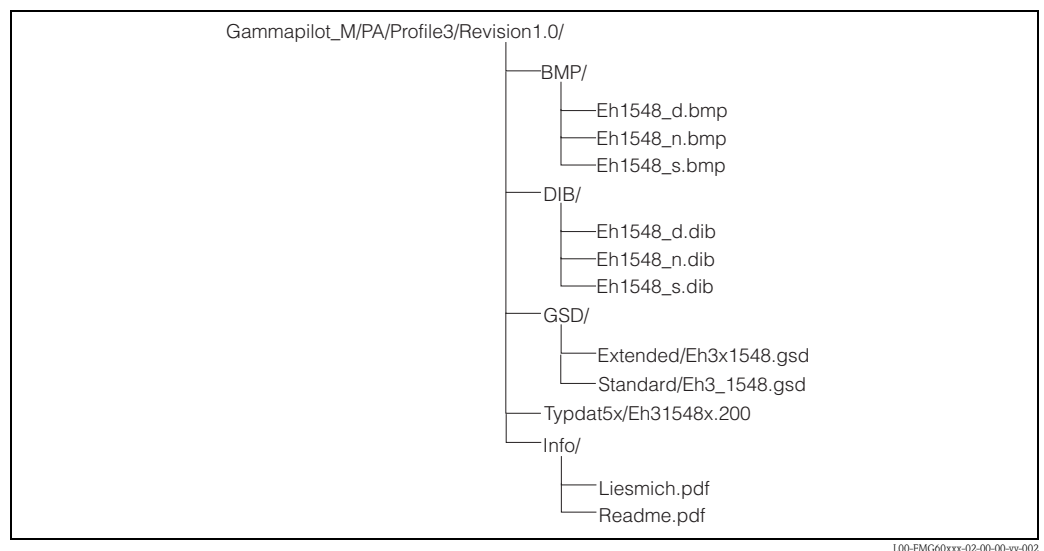 Gammapilot_M/PA/Profile3/Revision1.0/
BMP/
Eh1548_d.bmp
Eh1548_n.bmp
Eh1548_s.bmp
DIB/
Eh1548_d.dib
Eh1548_n.dib
Eh1548_s.dib
GSD/
Extended/Eh3x1548.gsd
Standard/Eh3_1548.gsd
Typdat5x/Eh31548x.200
Info/
Liesmich.pdf
Readme.pdf
L00-FMG60xxx-02-00-00-yy-002